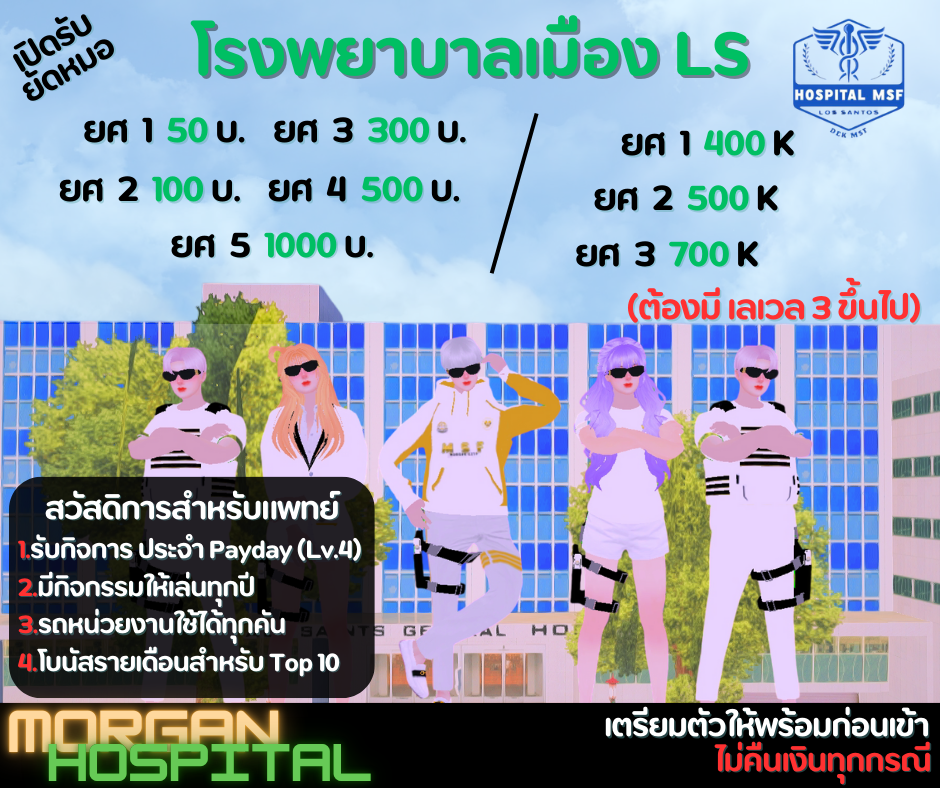 เปิดรับ
ยัดหมอ
โรงพยาบาลเมือง LS
HOSPITAL MSF
LOS SANTOS
DEK MSF
ยศ 1 50 บ. ยศ 3 300 บ.
ยศ 2 100 บ. ยศ 4 500 บ.
ยศ 5 1000 บ.
ยศ 1 400 K
ยศ 2 500 K
ยศ 3 700 K
(ต้องมี เลเวล 3 ขึ้นไป)
MSF
สวัสดิการสำหรับแพทย์
1.รับกิจการ ประจำ Payday (Lv.4)
2.มีกิจกรรมให้เล่นทุกปี
3.รถหน่วยงานใช้ได้ทุกคัน
4.โบนัสรายเดือนสำหรับ Top 10
MORGAN
HOSPITAL
เตรียมตัวให้พร้อมก่อนเข้า
ไม่คืนเงินทุกกรณี